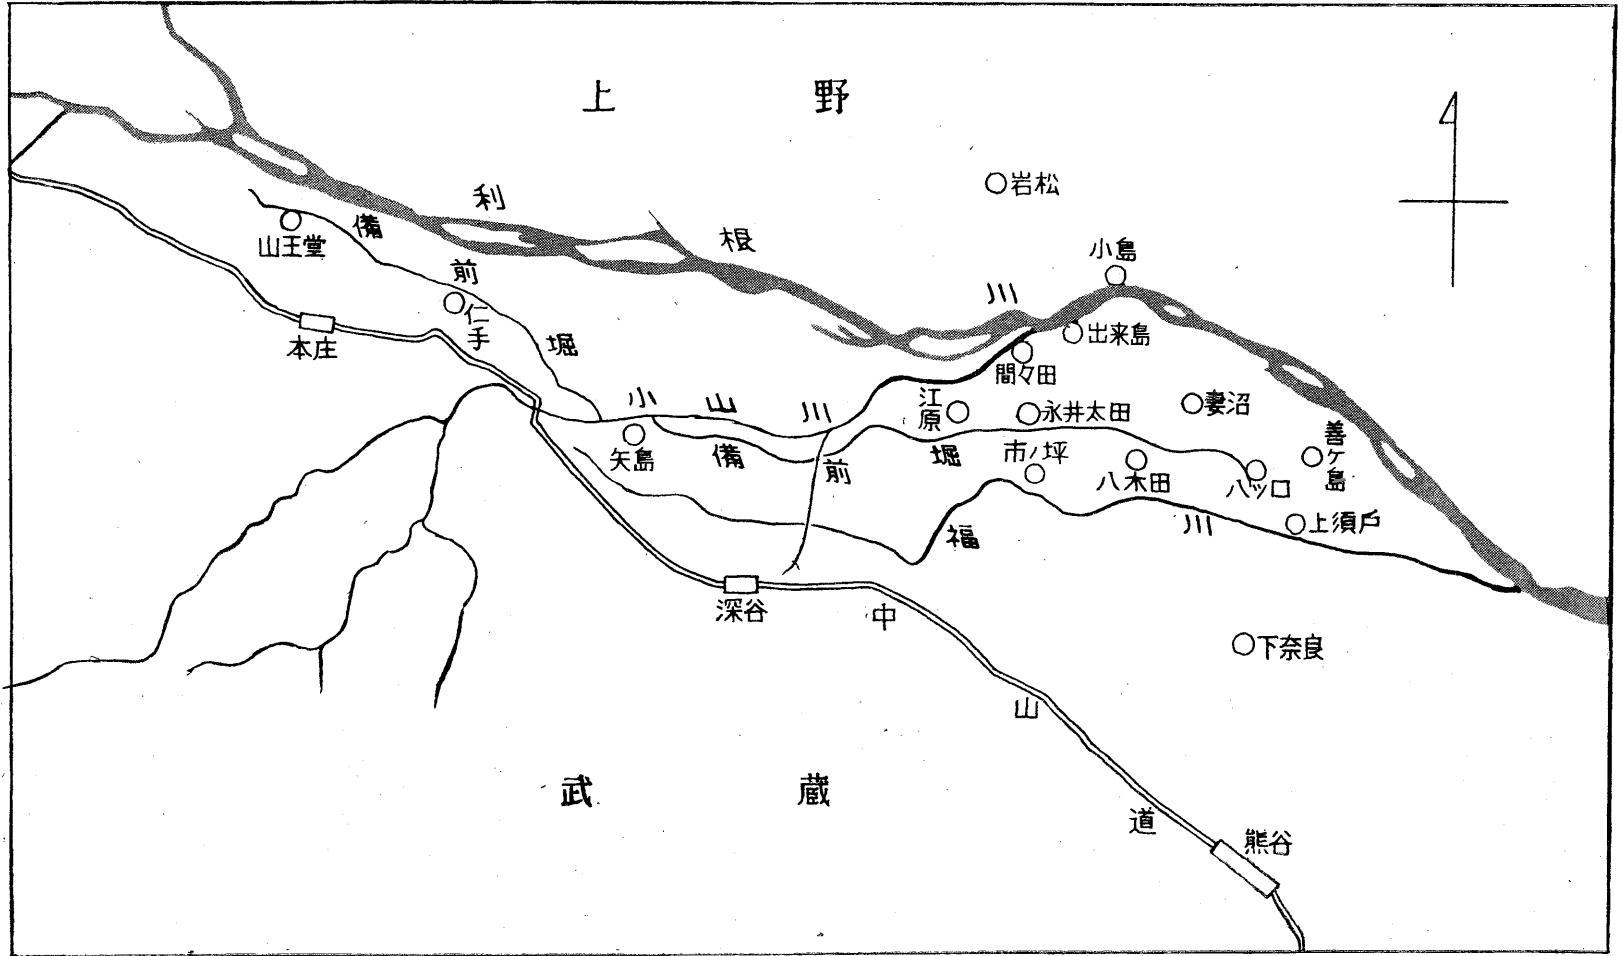 上野
岩松
利根川
小島
山王堂
備前堀
仁手
出来島
本庄
間々田
小山川
江原
永井太田
妻沼
矢島
備前堀
市ノ坪
八木田
八ッ口
善ケ島
福川
上須戸
深谷
中山道
下奈良
武蔵
熊谷